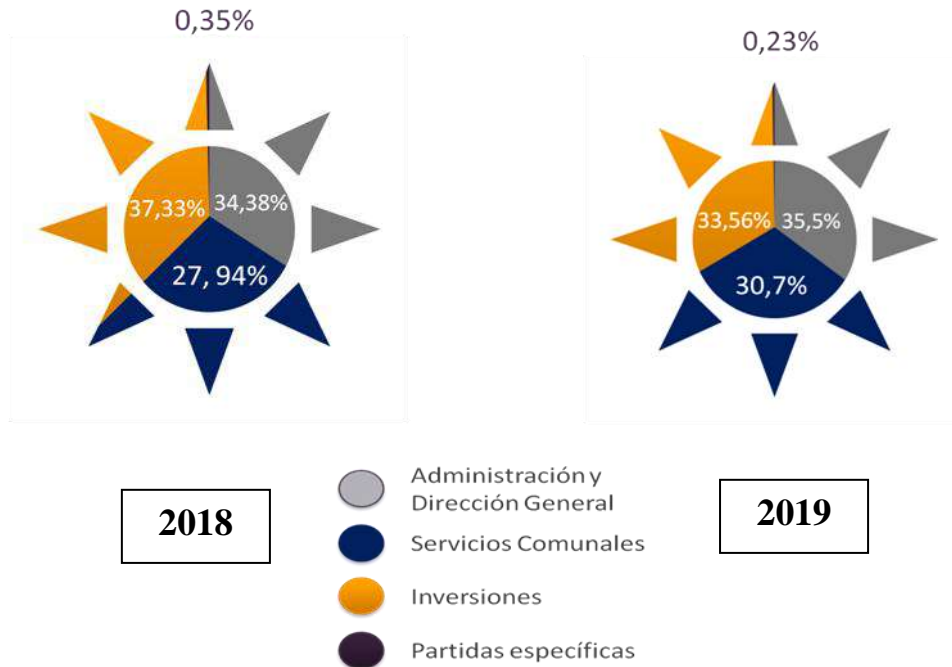 0,35%
0,23%
37,33%
34,38%
27, 94%
33,56%
35,5%
30,7%
2018
Administración y
Dirección General
Servicios Comunales
Inversiones
Partidas específicas
2019